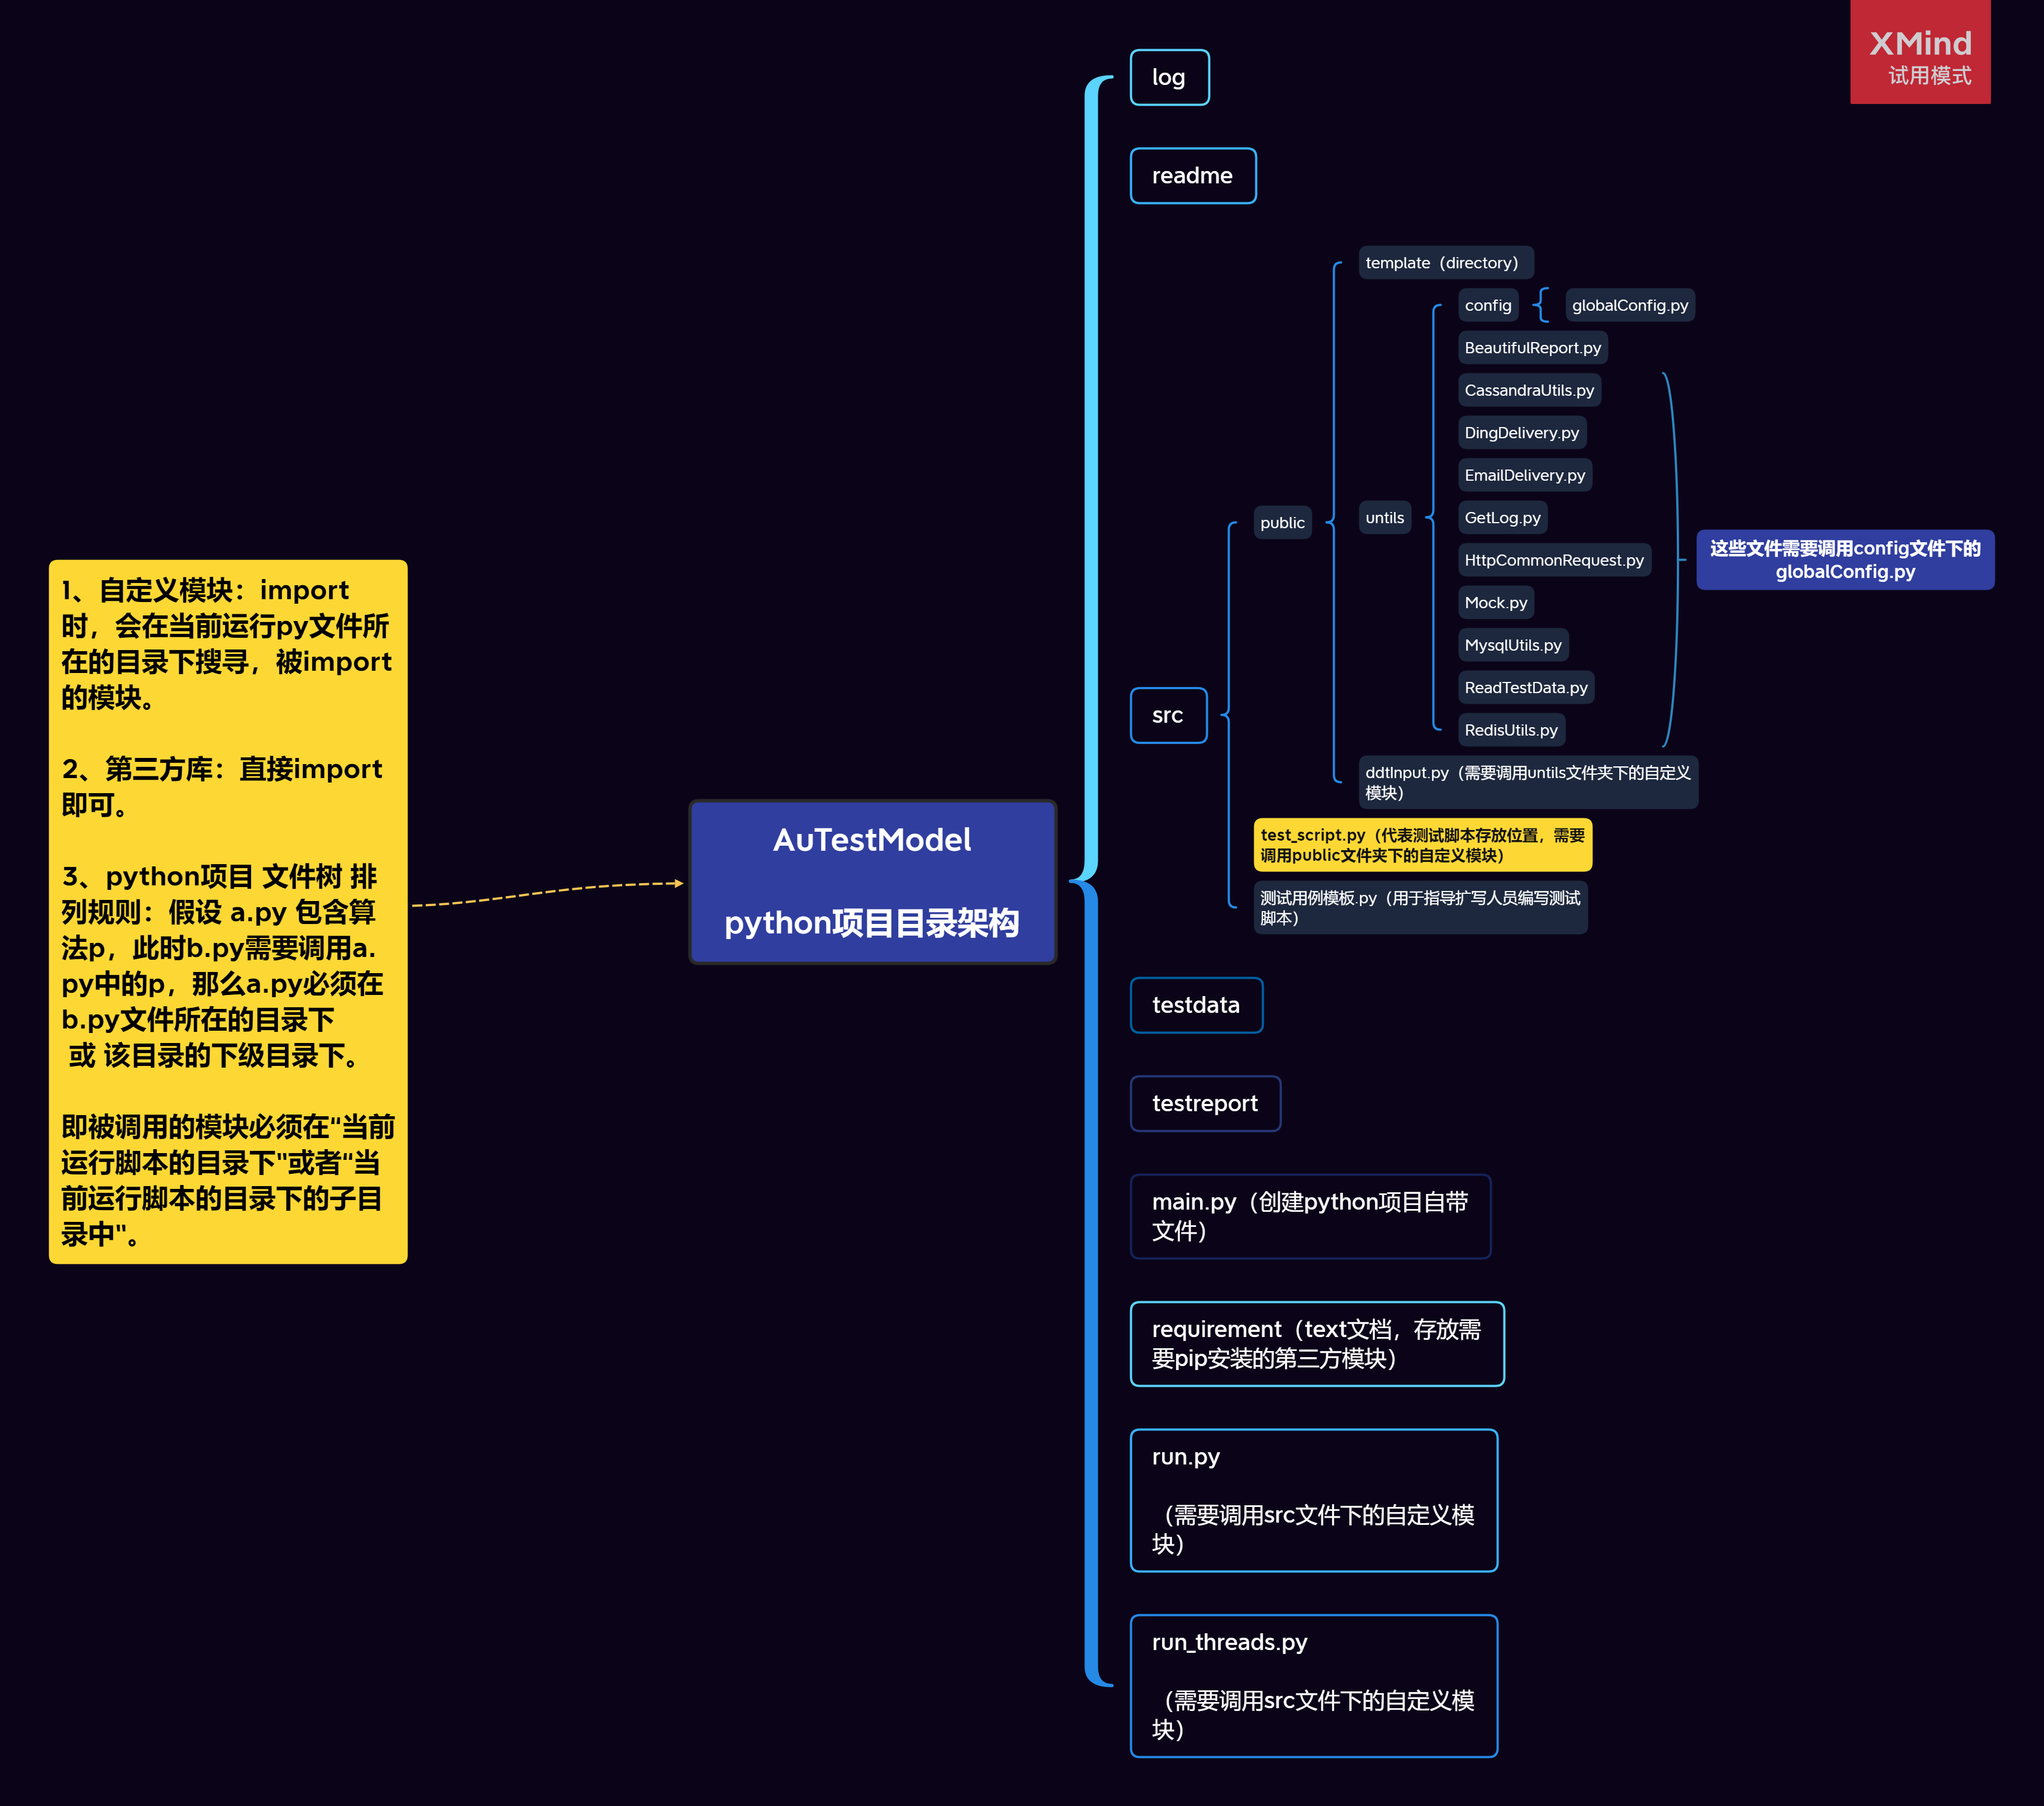 XMind
试用模式
log
readme
template（directory）
config
globalConfig.py
BeautifulReport.py
CassandraUtils.py
DingDelivery.py
EmailDelivery.py
untils
GetLog.py
public
HttpCommonRequest.py
这些文件需要调用config文件下的
globalConfig.py
Mock.py
MysqlUtils.py
ReadTestData.py
src
RedisUtils.py
ddtInput.py（需要调用untils文件夹下的自定义
模块）
test_script.py（代表测试脚本存放位置，需要
调用public文件夹下的自定义模块）
测试用例模板.py（用于指导扩写人员编写测试
脚本）
1、自定义模块：import
时，会在当前运行py文件所
在的目录下搜寻，被import
的模块。
2、第三方库：直接import
即可。
3、python项目 文件树 排
列规则：假设 a.py 包含算
法p，此时b.py需要调用a.
py中的p，那么a.py必须在
b.py文件所在的目录下
或 该目录的下级目录下。
即被调用的模块必须在"当前
运行脚本的目录下"或者"当
前运行脚本的目录下的子目
录中"。
AuTestModel
python项目目录架构
testdata
testreport
main.py（创建python项目自带
文件）
requirement（text文档，存放需
要pip安装的第三方模块）
run.py
（需要调用src文件下的自定义模
块）
run_threads.py
（需要调用src文件下的自定义模
块）